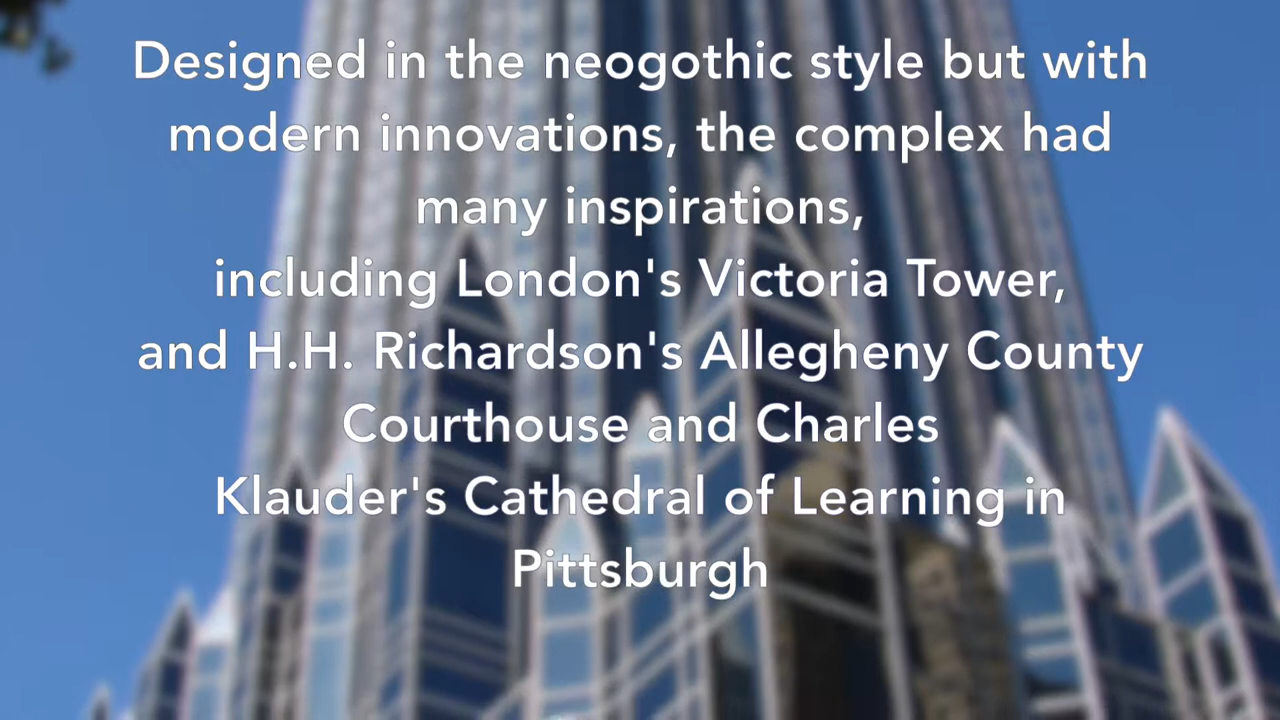 Designed in the neogothic style but with
modern innovations, the complex had
many inspirations,
including London's Victoria Tower,
and H.H. Richardson's Allegheny County
Courthouse and Charles
Klauder's Cathedral of Learning in
Pittsburgh